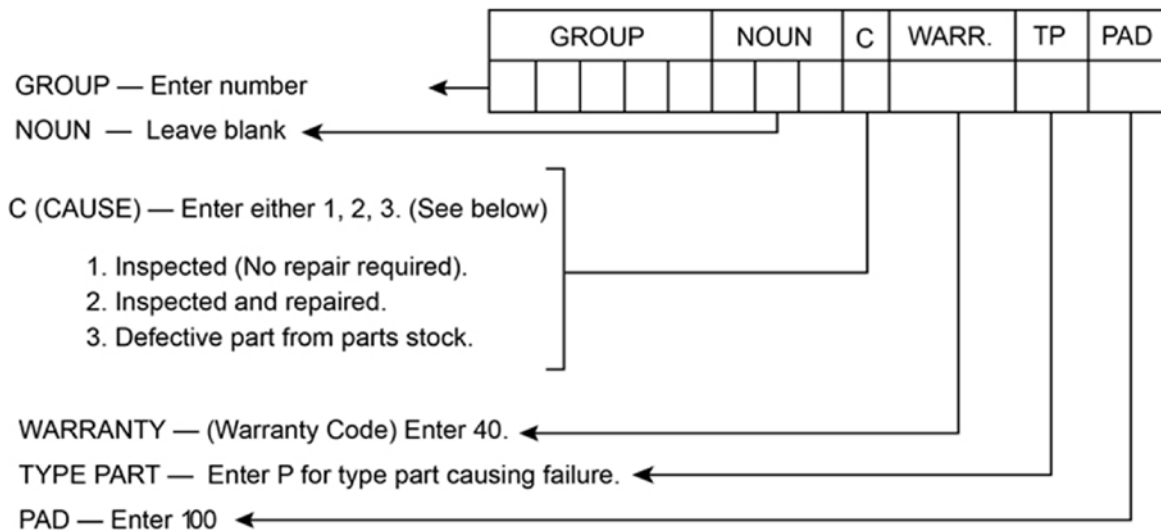 GROUP NOUN C WARR. TP PAD
GROUP — Enter number
NOUN — Leave blank
C (CAUSE) — Enter either 1, 2, 3. (See below)
1. Inspected (No repair required).
2. Inspected and repaired.
3. Defective part from parts stock.
WARRANTY — (Warranty Code) Enter 40.
TYPE PART — Enter P for type part causing failure.
PAD — Enter 100